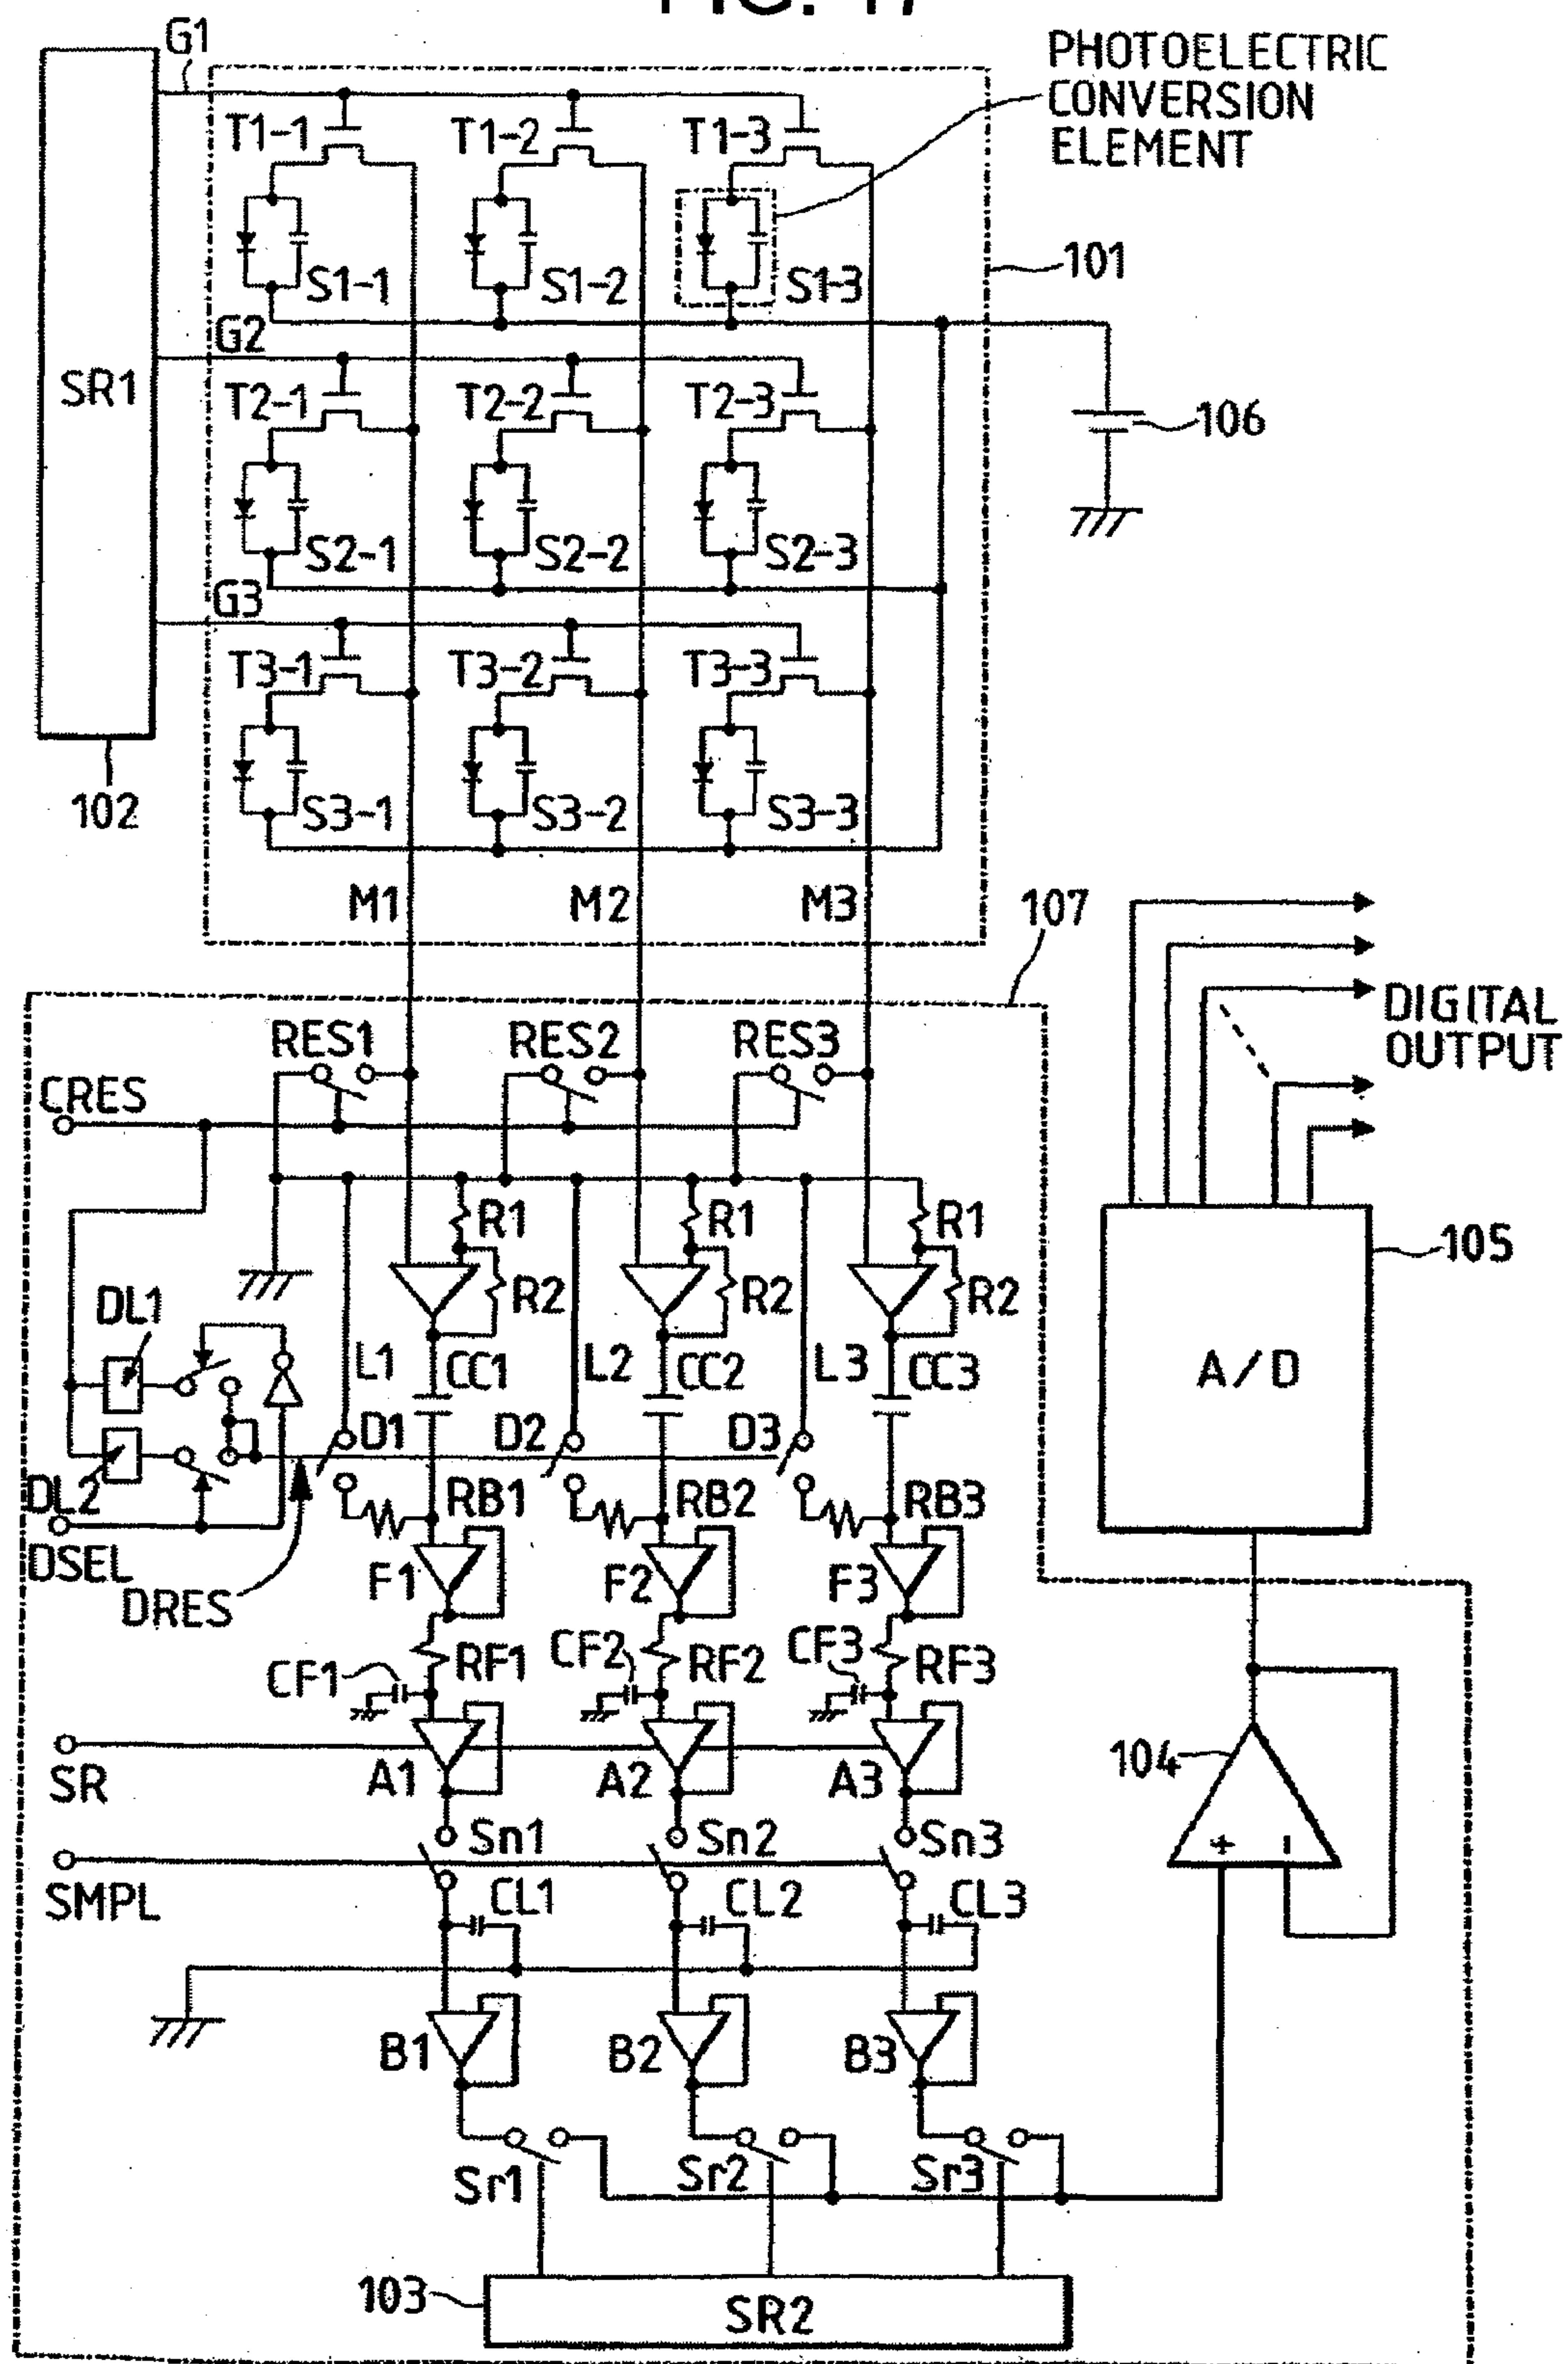 G1
PHOTOELECTRIC
CONVERSION
ELEMENT
T1-1 T1-2 T1-3
S1-1 S1-2 S1-3
101
G2
SR1
T2-1 T2-2 T2-3
106
S2-1 S2-2 S2-3
G3
T3-1 T3-2 T3-3
102
S3-1 S3-2 S3-3
M1 M2 M3
107
DIGITAL
OUTPUT
RES1 RES2 RES3
CRES
R1 R1 R1
105
DL1
R2 R2 R2
L1 CC1 L2 CC2 L3 CC3
A/D
D1 D2 D3
DL2
RB1 RB2 RB3
DSEL
F1 F2 F3
DRES
CF1 RF1 CF2 RF2 CF3 RF3
SR
A1 A2 A3
104
Sn1 Sn2 Sn3
+ -
SMPL
CL1 CL2 CL3
B1 B2 B3
Sr1 Sr2 Sr3
103
SR2